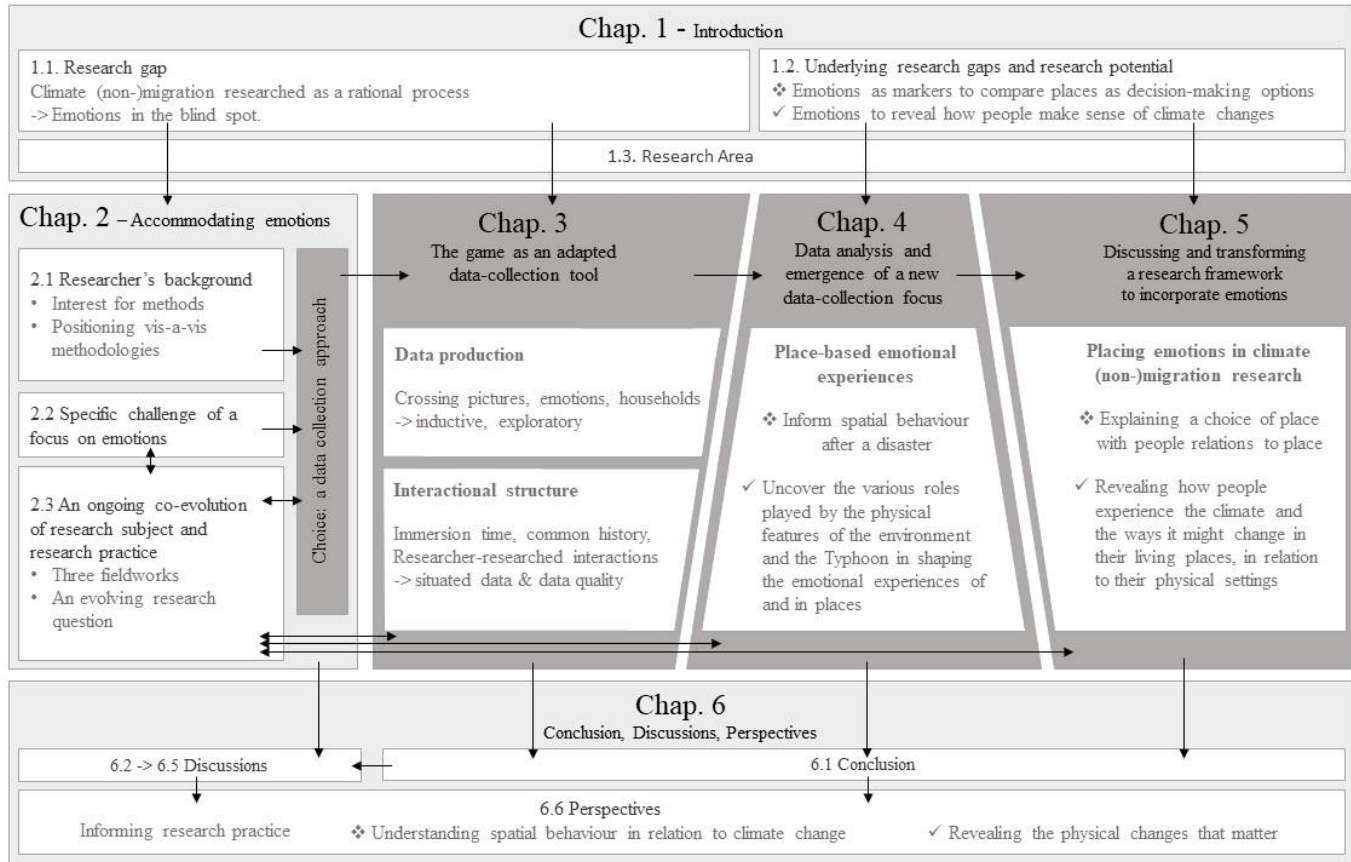 Chap. 1 - Introduction
1.1. Research gap
Climate (non-)migration researched as a rational process
-> Emotions in the blind spot.
1.2. Underlying research gaps and research potential
❖ Emotions as markers to compare places as decision-making options
✓ Emotions to reveal how people make sense of climate changes
1.3. Research Area
Chap. 2 – Accommodating emotions
2.1 Researcher's background
• Interest for methods
• Positioning vis-a-vis
methodologies
2.2 Specific challenge of a
focus on emotions
2.3 An ongoing co-evolution
of research subject and
research practice
• Three fieldworks
• An evolving research
question
Choice: a data collection approach
Chap. 3
The game as an adapted
data-collection tool
Data production
Crossing pictures, emotions, households
-> inductive, exploratory
Interactional structure
Immersion time, common history,
Researcher-researched interactions
-> situated data & data quality
Chap. 4
Data analysis and
emergence of a new
data-collection focus
Place-based emotional
experiences
❖ Inform spatial behaviour
after a disaster
✓ Uncover the various roles
played by the physical
features of the environment
and the Typhoon in shaping
the emotional experiences of
and in places
Chap. 5
Discussing and transforming
a research framework
to incorporate emotions
Placing emotions in climate
(non-)migration research
❖ Explaining a choice of place
with people relations to place
✓ Revealing how people
experience the climate and
the ways it might change in
their living places, in
relation to their physical settings
Chap. 6
Conclusion, Discussions, Perspectives
6.2 -> 6.5 Discussions
6.1 Conclusion
6.6 Perspectives
Informing research practice
❖ Understanding spatial behaviour in relation to climate change
✓ Revealing the physical changes that matter